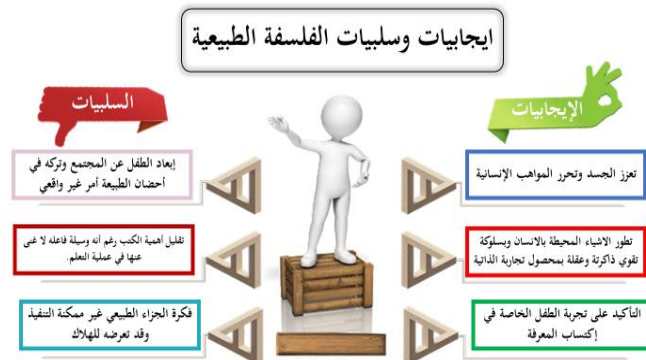 ايجابيات وسلبيات الفلسفة الطبيعية
الإيجابيات
تعزز الجسد وتحرر المواهب الإنسانية
تطور الاشياء المحيطة بالانسان وبسلوكة
تقوي ذاكرتة وعقلة بمحصول تجاربة الذاتية
التأكيد على تجربة الطفل الخاصة في
إكتساب المعرفة
السلبيات
إبعاد الطفل عن المجتمع وتركه في
أحضان الطبيعة أمر غير واقعي
تقليل أهمية الكتب رغم أنه وسيلة فاعله لا غنى
عنها في عملية التعلم.
فكرة الجزاء الطبيعي غير ممكنة التنفيذ
وقد تعرضه للهلاك